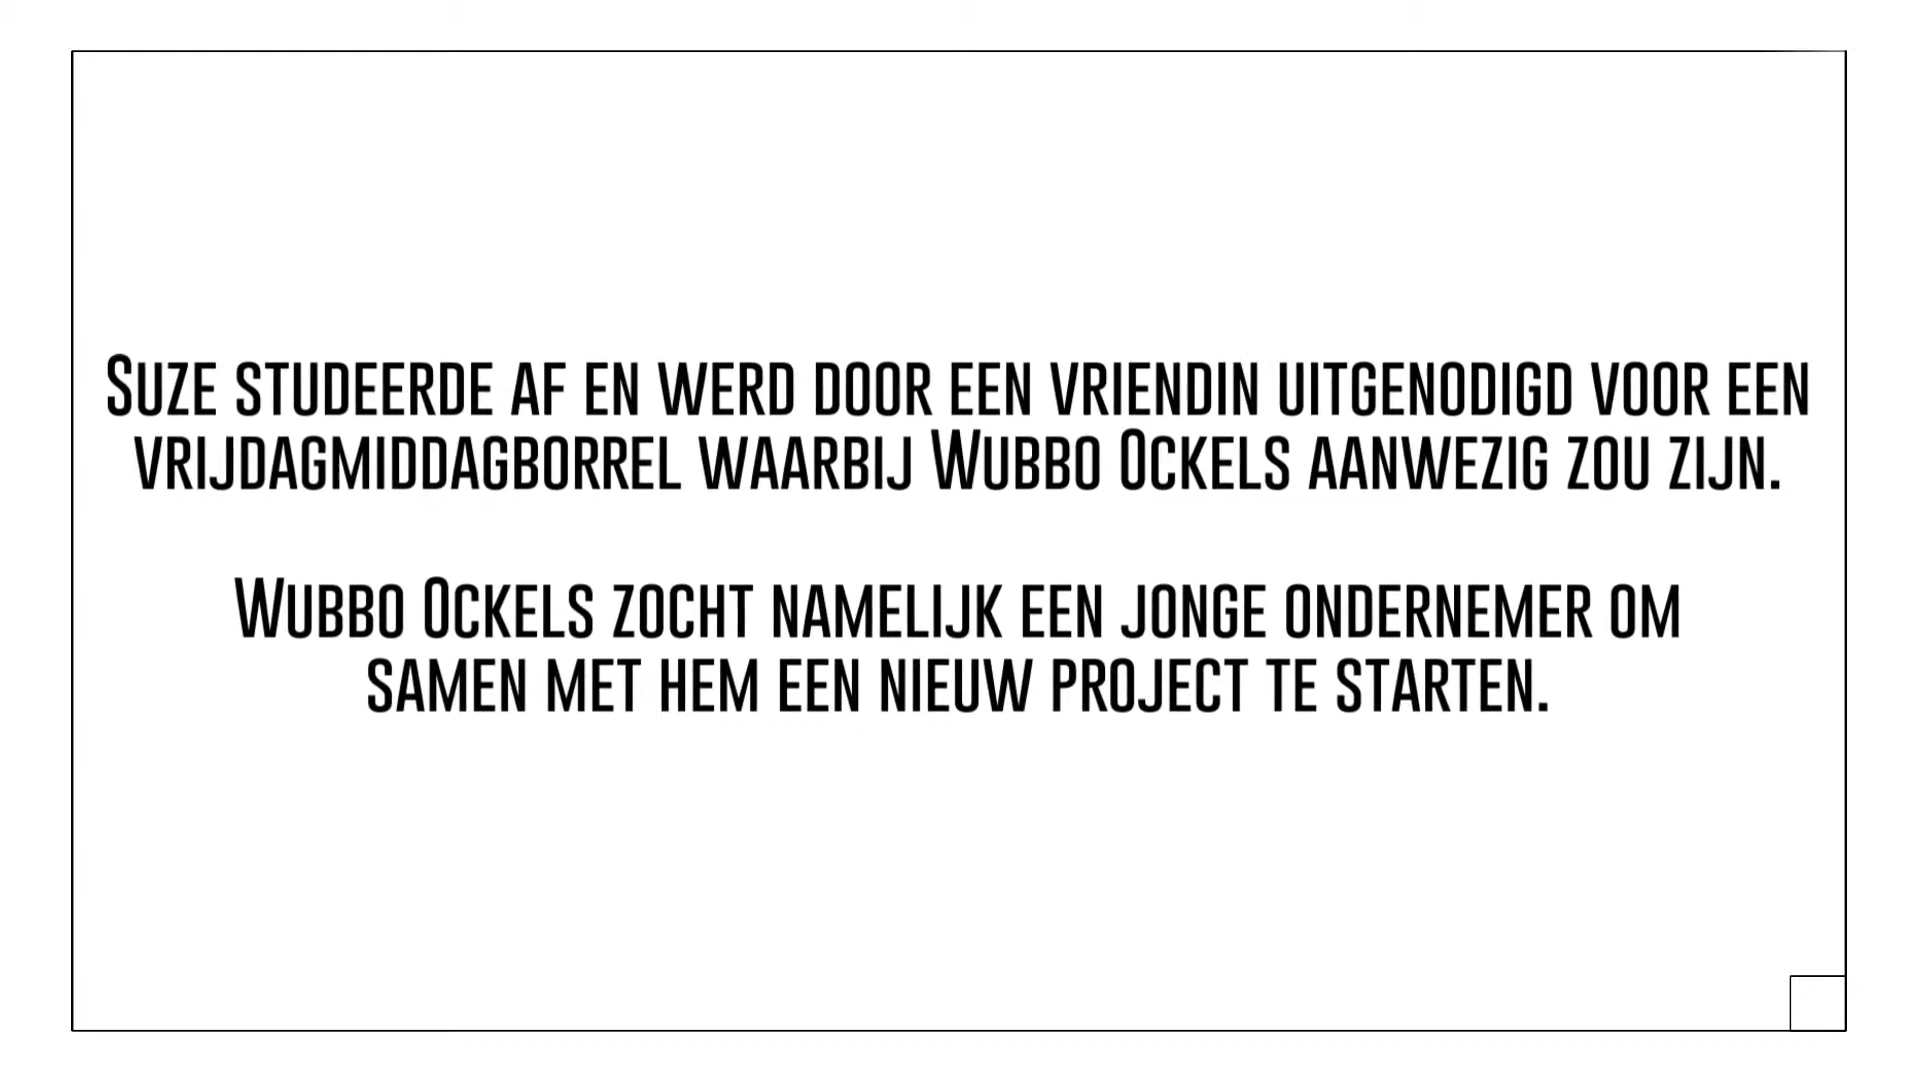 Suze studeerde af en werd door een vriendin uitgenodigd voor een
vrijdagmiddagborrel waarbij Wubbo Ockels aanwezig zou zijn.
Wubbo Ockels zocht namelijk een jonge ondernemer om
samen met hem een nieuw project te starten.